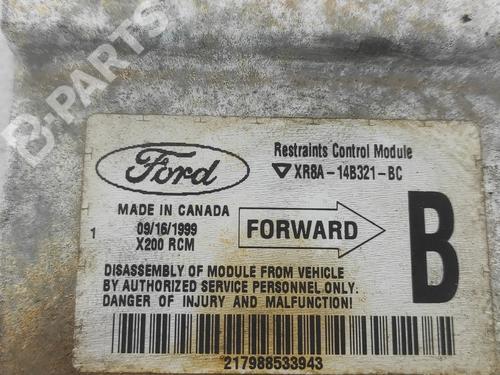 B-PARTS
Ford
Restraints Control Module
XR8A-14B321-BC
MADE IN CANADA
09/16/1999
X200 RCM
1
FORWARD
B
DISASSEMBLY OF MODULE FROM VEHICLE
BY AUTHORIZED SERVICE PERSONNEL ONLY.
DANGER OF INJURY AND MALFUNCTION!
217988533943